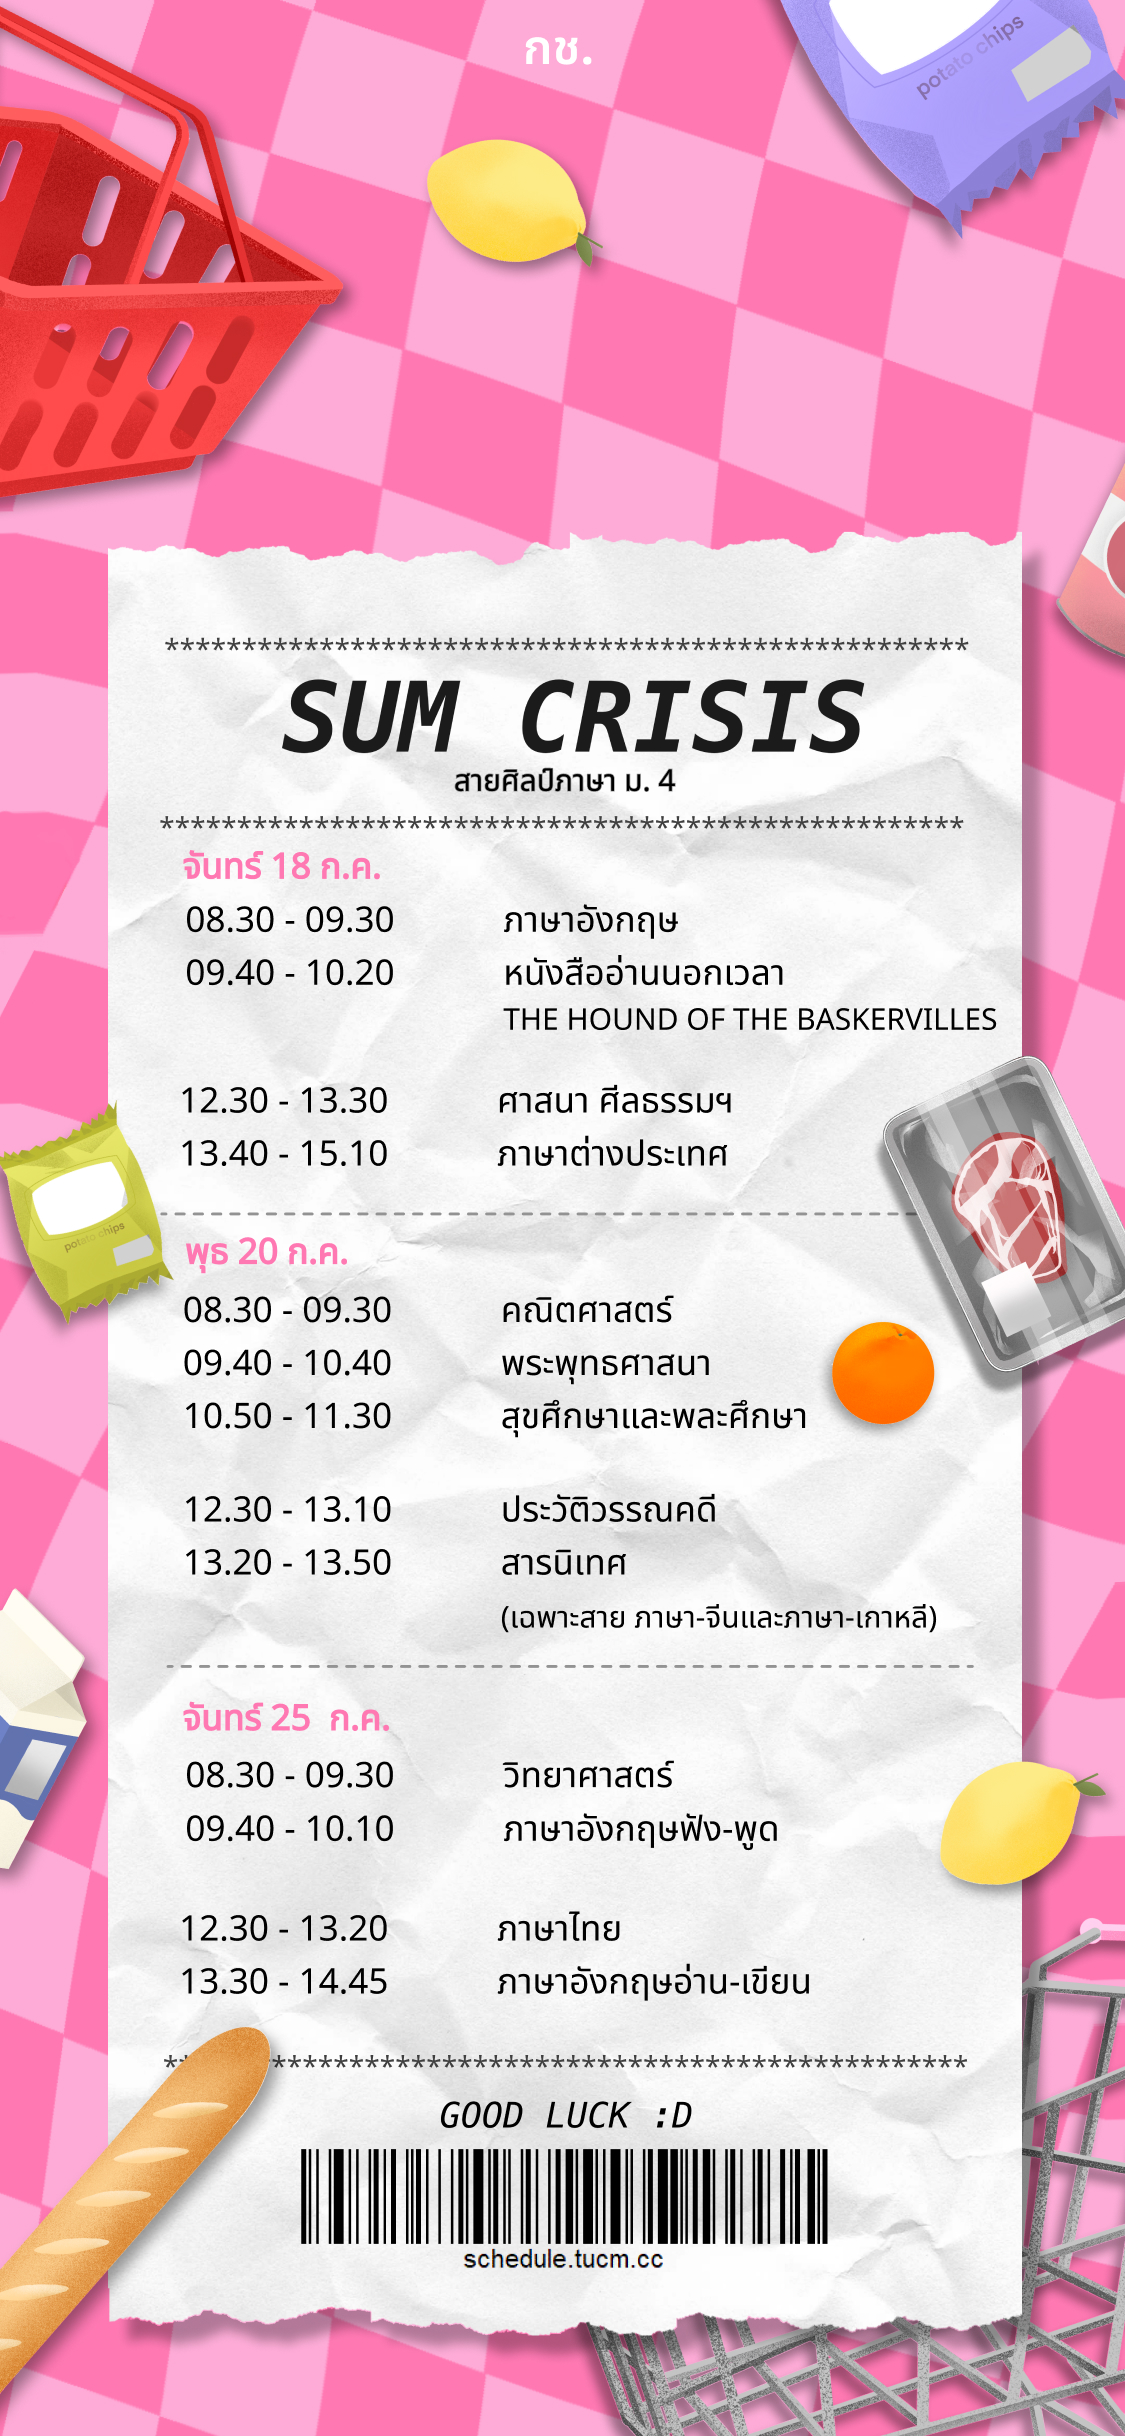 กช.
potato chips
***************************************************
SUM CRISIS
สายศิลป์ภาษา ม. 4
***************************************************
จันทร์ 18 ก.ค.
08.30 - 09.30 ภาษาอังกฤษ
09.40 - 10.20 หนังสืออ่านนอกเวลา
THE HOUND OF THE BASKERVILLES
12.30 - 13.30 ศาสนา ศีลธรรมฯ
13.40 - 15.10 ภาษาต่างประเทศ
potato chips
พุธ 20 ก.ค.
08.30 - 09.30 คณิตศาสตร์
09.40 - 10.40 พระพุทธศาสนา
10.50 - 11.30 สุขศึกษาและพละศึกษา
12.30 - 13.10 ประวัติวรรณคดี
13.20 - 13.50 สารนิเทศ
(เฉพาะสาย ภาษา-จีนและภาษา-เกาหลี)
จันทร์ 25 ก.ค.
08.30 - 09.30 วิทยาศาสตร์
09.40 - 10.10 ภาษาอังกฤษฟัง-พูด
12.30 - 13.20 ภาษาไทย
13.30 - 14.45 ภาษาอังกฤษอ่าน-เขียน
***************************************************
GOOD LUCK :D
schedule.tucm.cc